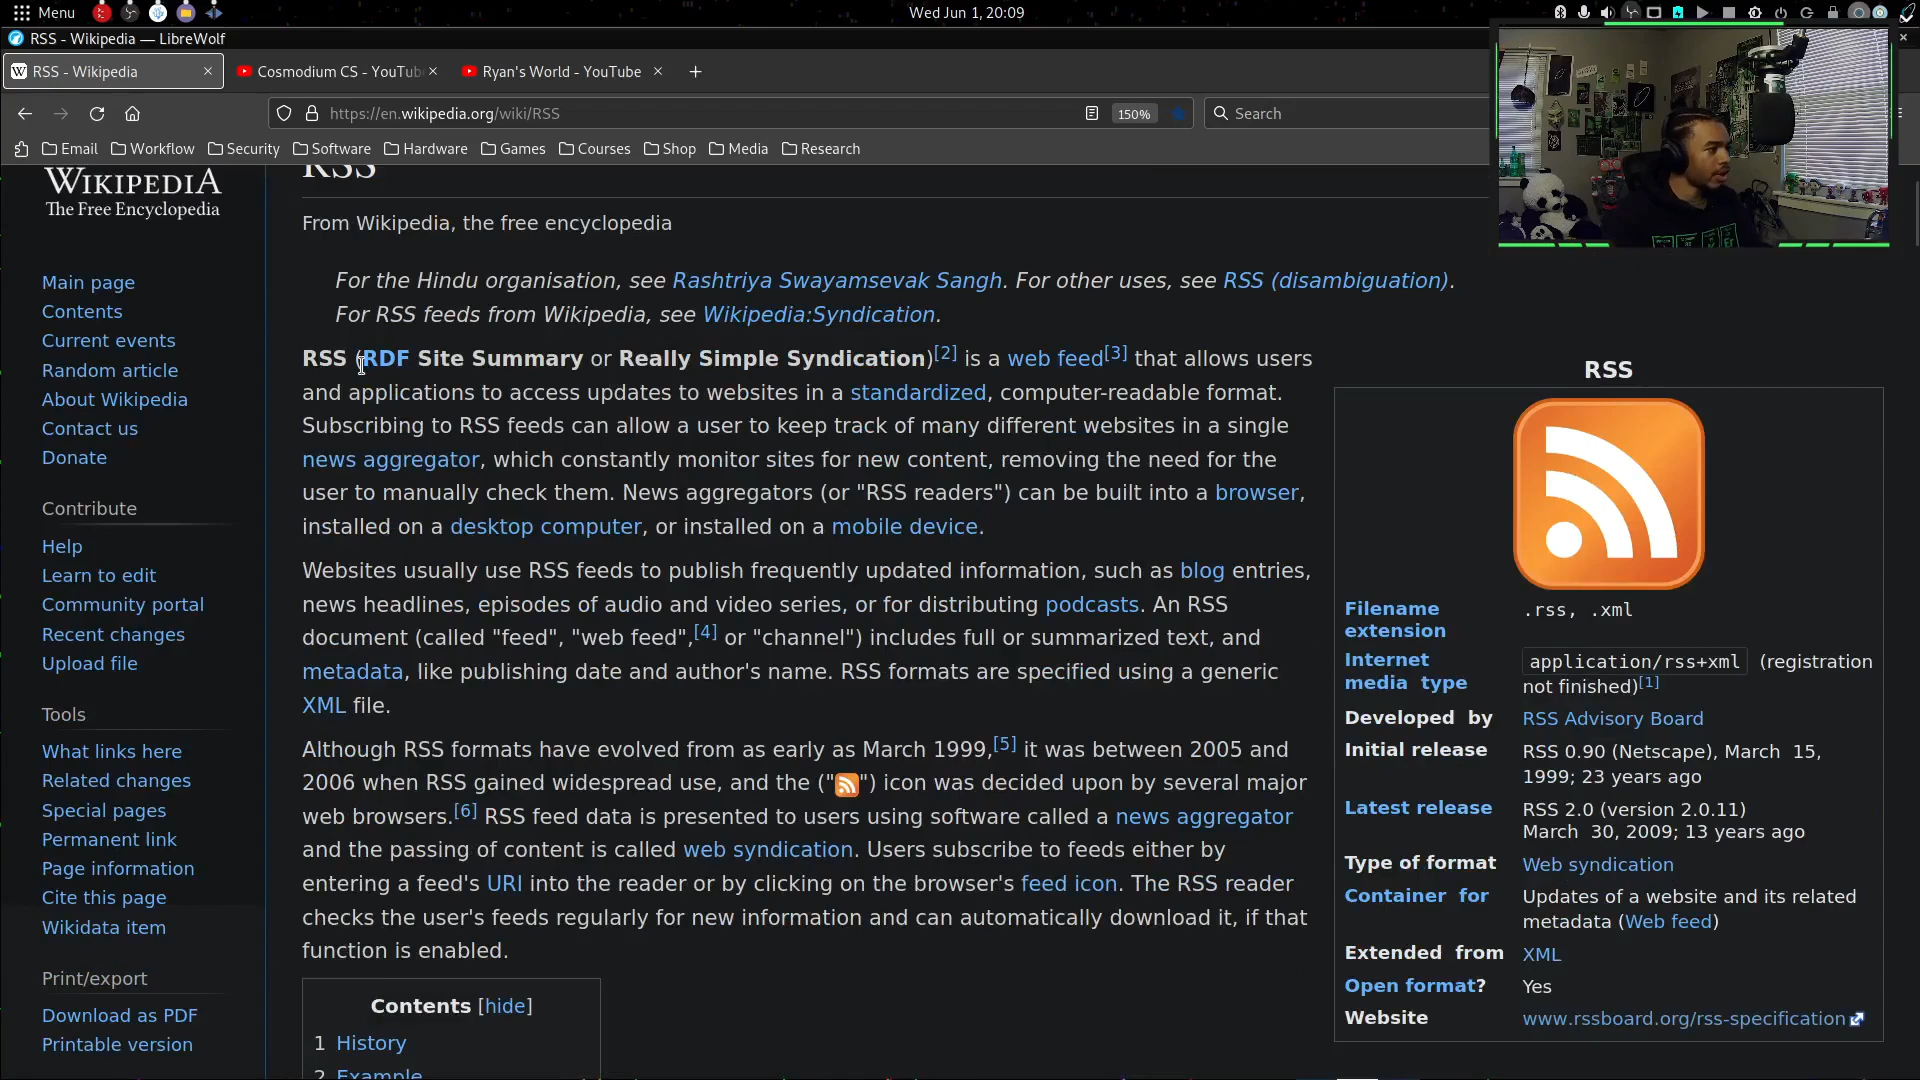 Menu
Wed Jun 1, 20:09
RSS - Wikipedia — LibreWolf
RSS - Wikipedia
Cosmodium CS - YouTub
Ryan's World - YouTube
https://en.wikipedia.org/wiki/RSS
150%
Search
Email
Workflow
Security
Software
Hardware
Games
Courses
Shop
Media
Research
WIKIPEDIA
The Free Encyclopedia
Main page
Contents
Current events
Random article
About Wikipedia
Contact us
Donate
Contribute
Help
Learn to edit
Community portal
Recent changes
Upload file
Tools
What links here
Related changes
Special pages
Permanent link
Page information
Cite this page
Wikidata item
Print/export
Download as PDF
Printable version
RSS
From Wikipedia, the free encyclopedia
For the Hindu organisation, see Rashtriya Swayamsevak Sangh. For other uses, see RSS (disambiguation).
For RSS feeds from Wikipedia, see Wikipedia:Syndication.
RSS (RDF Site Summary or Really Simple Syndication)[2] is a web feed[3] that allows users
and applications to access updates to websites in a standardized, computer-readable format.
Subscribing to RSS feeds can allow a user to keep track of many different websites in a single
news aggregator, which constantly monitor sites for new content, removing the need for the
user to manually check them. News aggregators (or "RSS readers") can be built into a browser,
installed on a desktop computer, or installed on a mobile device.
Websites usually use RSS feeds to publish frequently updated information, such as blog entries,
news headlines, episodes of audio and video series, or for distributing podcasts. An RSS
document (called "feed", "web feed",[4] or "channel") includes full or summarized text, and
metadata, like publishing date and author's name. RSS formats are specified using a generic
XML file.
Although RSS formats have evolved from as early as March 1999,[5] it was between 2005 and
2006 when RSS gained widespread use, and the (" ") icon was decided upon by several major
web browsers.[6] RSS feed data is presented to users using software called a news aggregator
and the passing of content is called web syndication. Users subscribe to feeds either by
entering a feed's URI into the reader or by clicking on the browser's feed icon. The RSS reader
checks the user's feeds regularly for new information and can automatically download it, if that
function is enabled.
Contents [hide]
1 History
2 Example
RSS
Filename extension .rss, .xml
Internet media type application/rss+xml (registration
not finished)[1]
Developed by RSS Advisory Board
Initial release RSS 0.90 (Netscape), March 15,
1999; 23 years ago
Latest release RSS 2.0 (version 2.0.11)
March 30, 2009; 13 years ago
Type of format Web syndication
Container for Updates of a website and its related
metadata (Web feed)
Extended from XML
Open format? Yes
Website www.rssboard.org/rss-specification